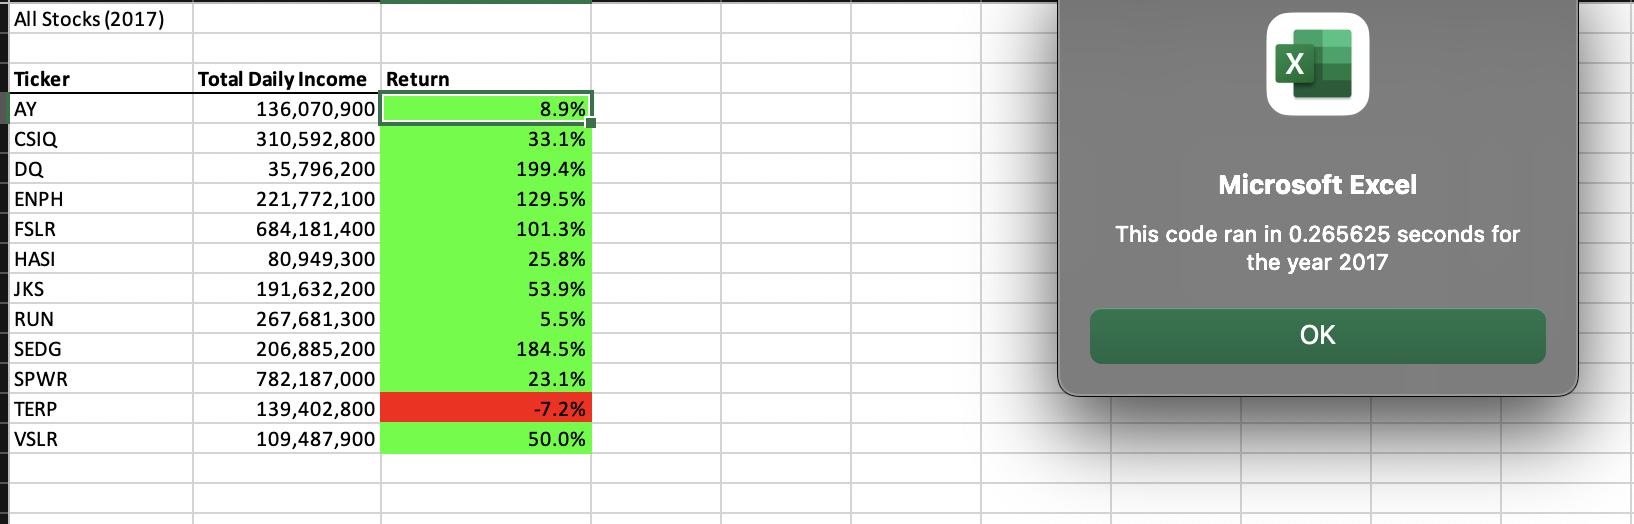 All Stocks (2017)
Ticker Total Daily Income Return
AY 136,070,900 8.9%
CSIQ 310,592,800 33.1%
DQ 35,796,200 199.4%
ENPH 221,772,100 129.5%
FSLR 684,181,400 101.3%
HASI 80,949,300 25.8%
JKS 191,632,200 53.9%
RUN 267,681,300 5.5%
SEDG 206,885,200 184.5%
SPWR 782,187,000 23.1%
TERP 139,402,800 -7.2%
VSLR 109,487,900 50.0%
X
Microsoft Excel
This code ran in 0.265625 seconds for
the year 2017
OK